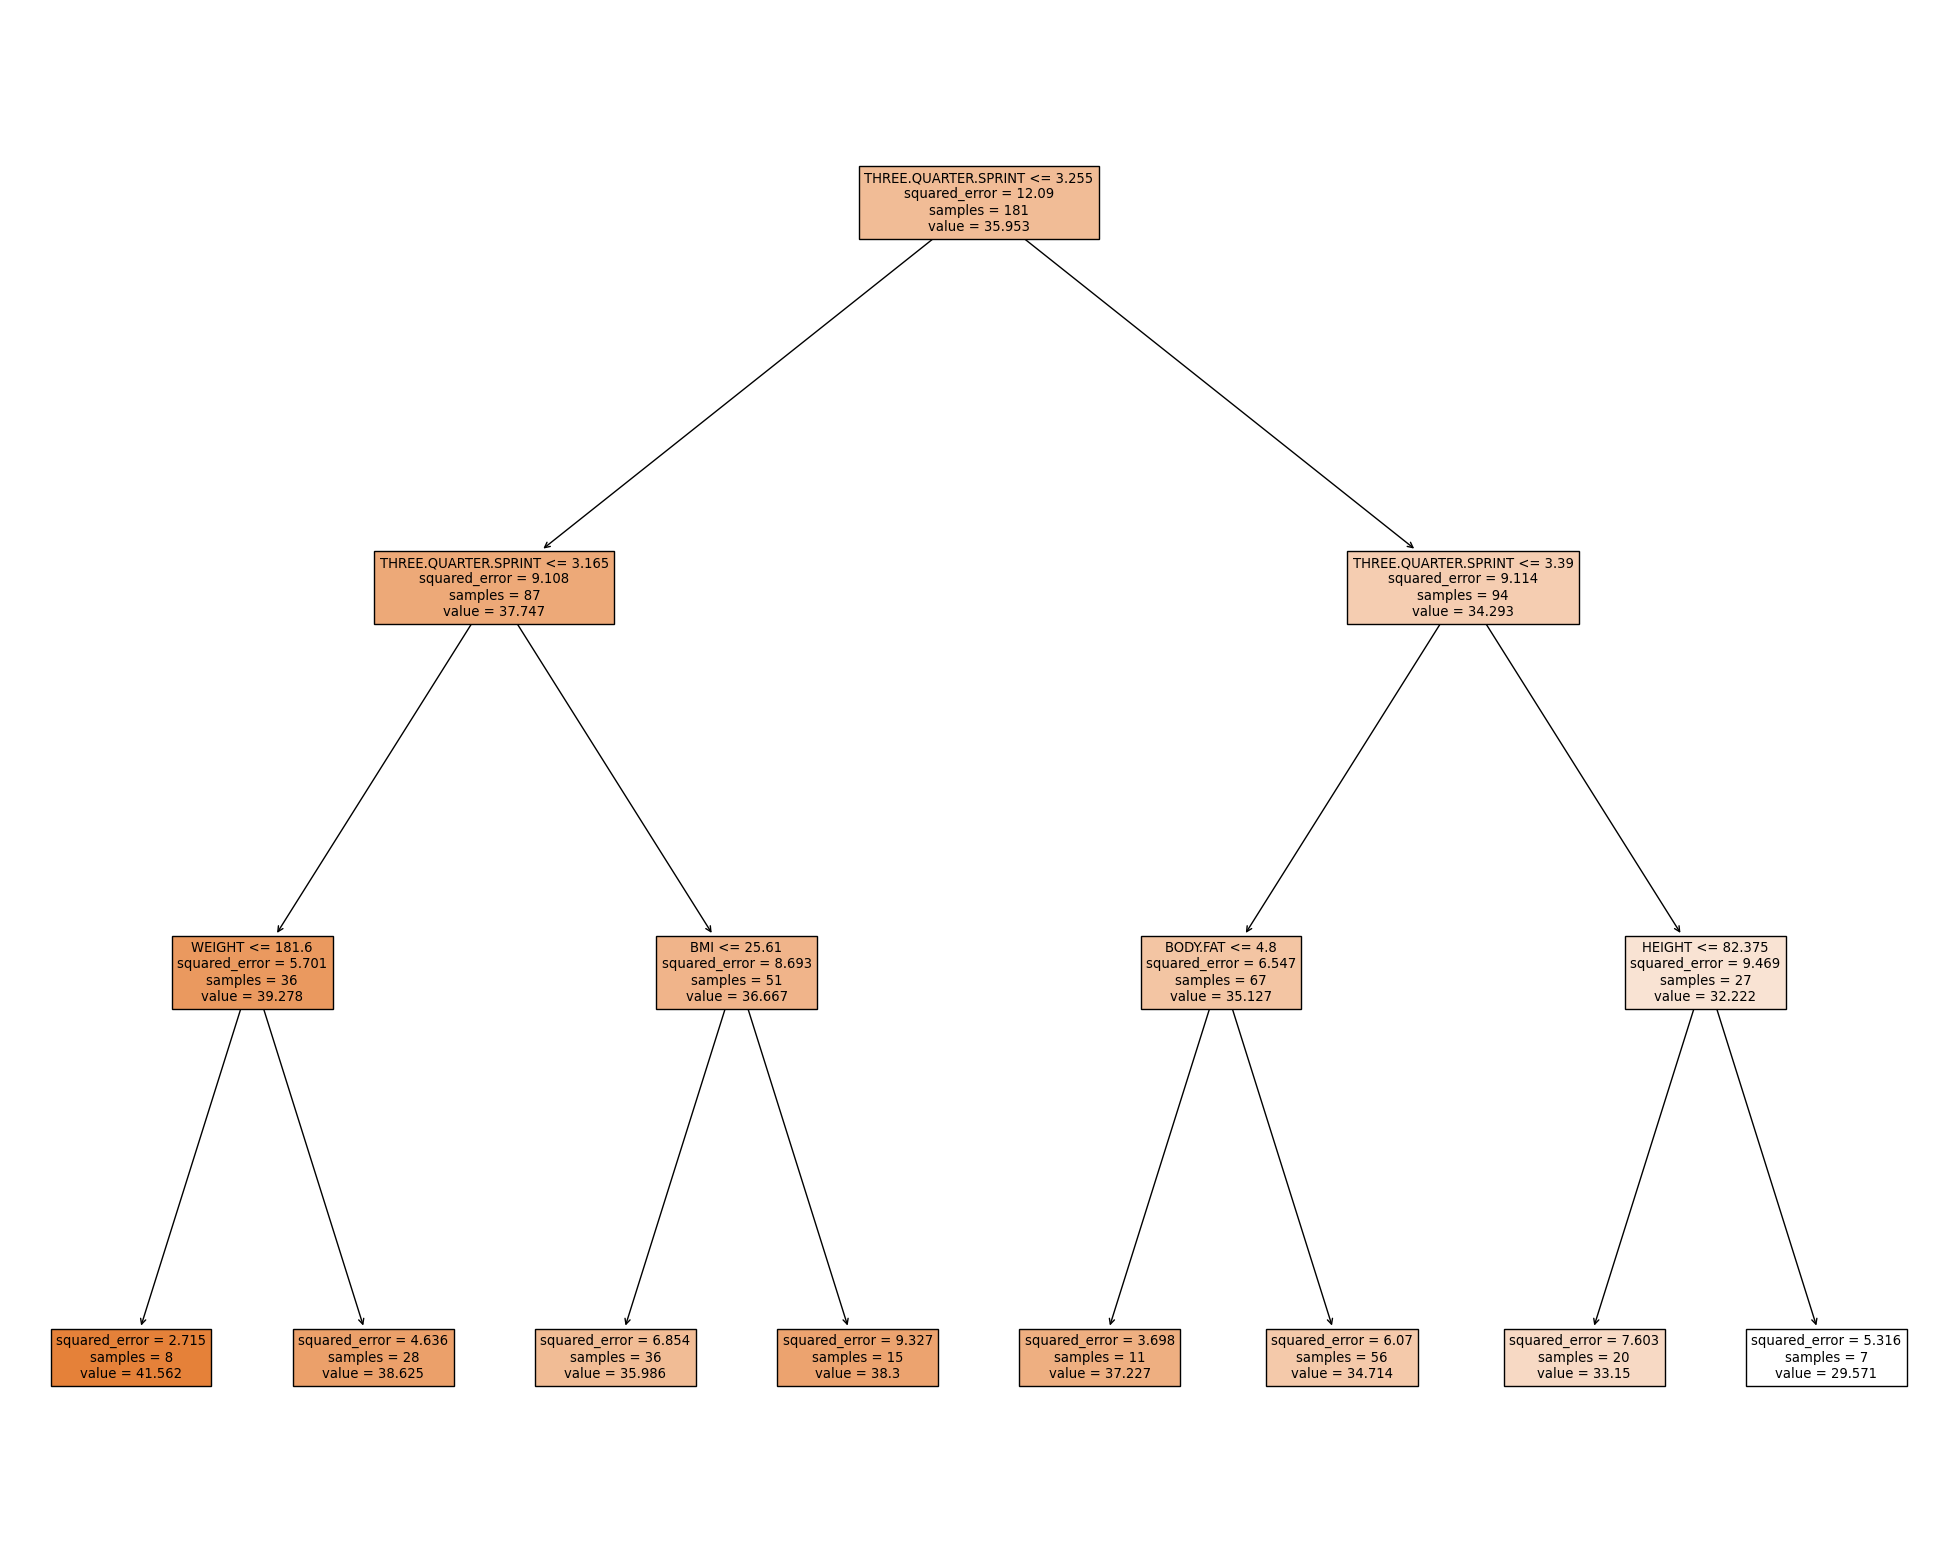 THREE.QUARTER.SPRINT <= 3.255
squared_error = 12.09
samples = 181
value = 35.953
THREE.QUARTER.SPRINT <= 3.165
squared_error = 9.108
samples = 87
value = 37.747
THREE.QUARTER.SPRINT <= 3.39
squared_error = 9.114
samples = 94
value = 34.293
WEIGHT <= 181.6
squared_error = 5.701
samples = 36
value = 39.278
BMI <= 25.61
squared_error = 8.693
samples = 51
value = 36.667
BODY.FAT <= 4.8
squared_error = 6.547
samples = 67
value = 35.127
HEIGHT <= 82.375
squared_error = 9.469
samples = 27
value = 32.222
squared_error = 2.715
samples = 8
value = 41.562
squared_error = 4.636
samples = 28
value = 38.625
squared_error = 6.854
samples = 36
value = 35.986
squared_error = 9.327
samples = 15
value = 38.3
squared_error = 3.698
samples = 11
value = 37.227
squared_error = 6.07
samples = 56
value = 34.714
squared_error = 7.603
samples = 20
value = 33.15
squared_error = 5.316
samples = 7
value = 29.571